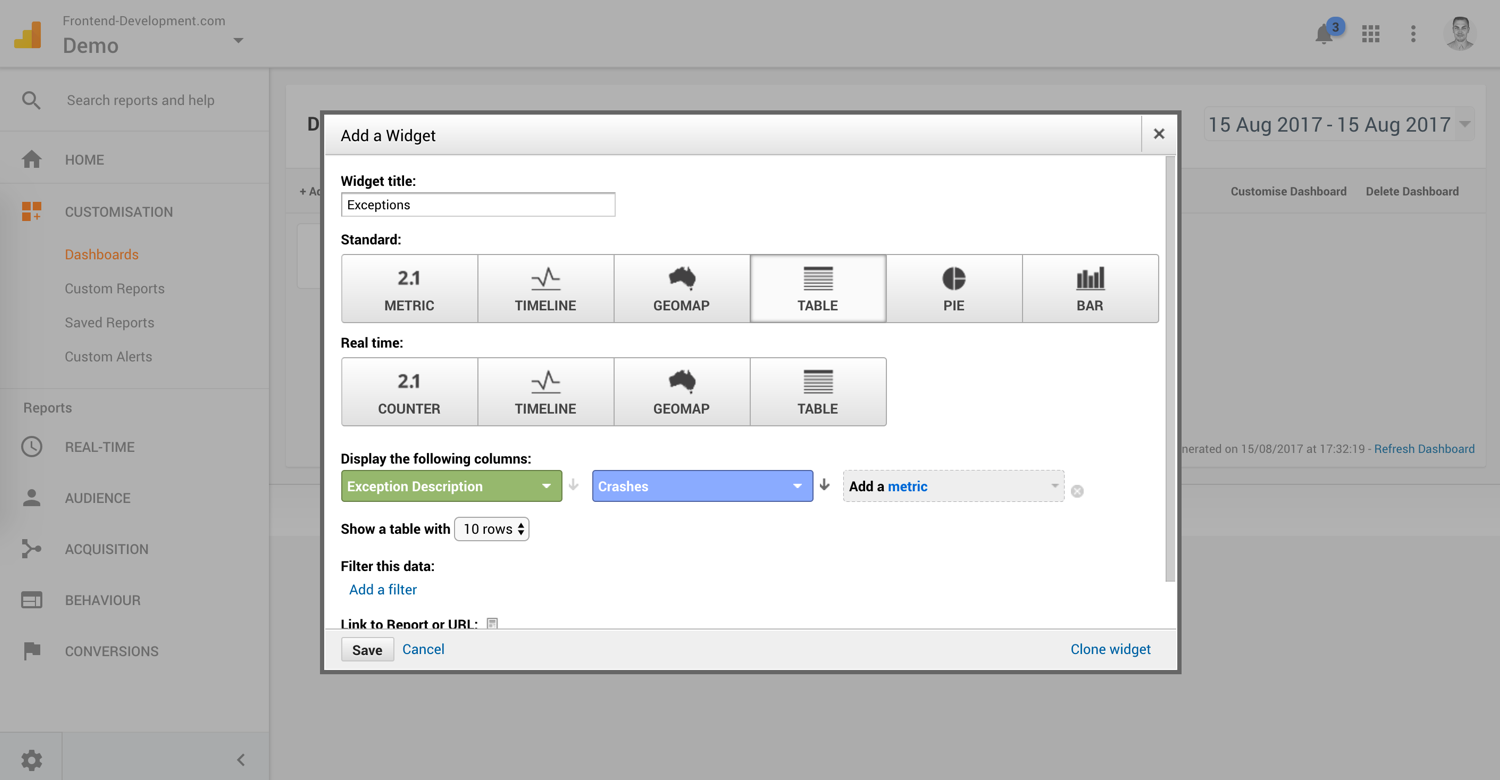 Frontend-Development.com
Demo
3
Search reports and help
HOME
CUSTOMISATION
Dashboards
Custom Reports
Saved Reports
Custom Alerts
Reports
REAL-TIME
AUDIENCE
ACQUISITION
BEHAVIOUR
CONVERSIONS
D
15 Aug 2017 - 15 Aug 2017
+ Ad
Customise Dashboard Delete Dashboard
nerated on 15/08/2017 at 17:32:19 - Refresh Dashboard
Add a Widget
Widget title:
Exceptions
Standard:
2.1
METRIC TIMELINE GEOMAP TABLE PIE BAR
Real time:
2.1
COUNTER TIMELINE GEOMAP TABLE
Display the following columns:
Exception Description Crashes Add a metric
Show a table with 10 rows
Filter this data:
Add a filter
Link to Report or URL:
Save Cancel Clone widget